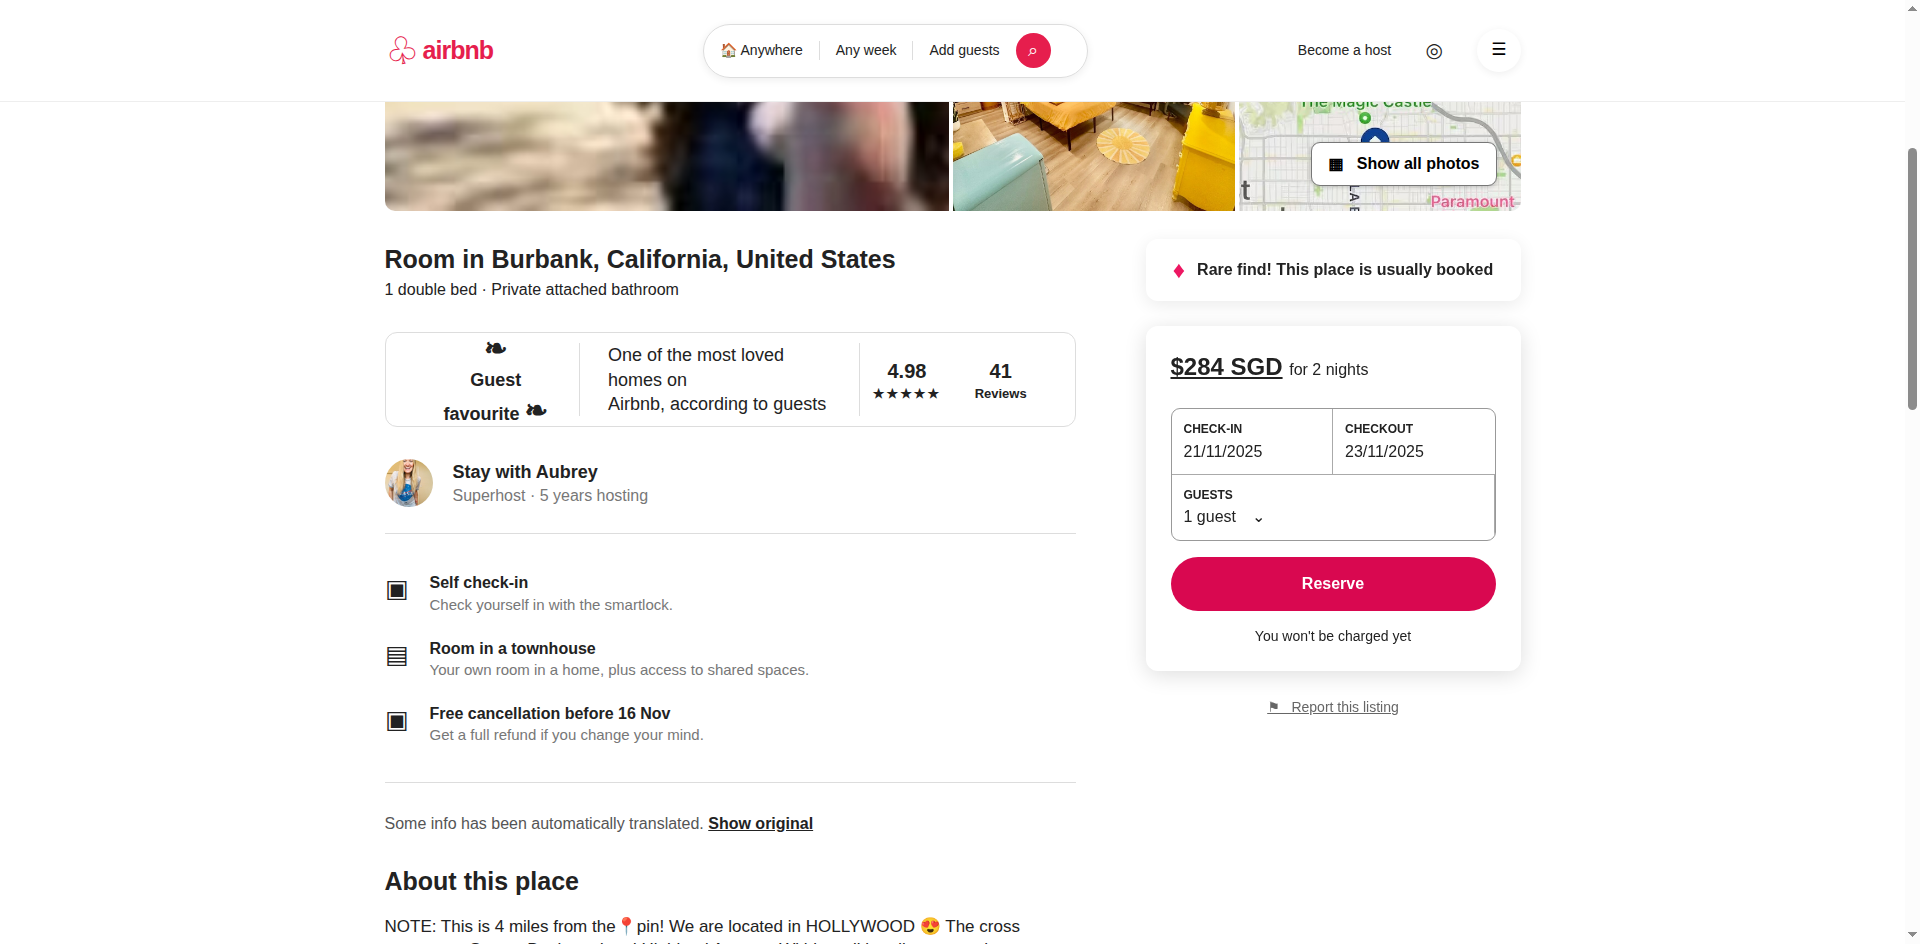 airbnb
🏠 Anywhere
Any week
Add guests
Become a host
The Magic Castle
Show all photos
t
LA B
Paramount
Room in Burbank, California, United States
1 double bed · Private attached bathroom
Guest
favourite
One of the most loved
homes on
Airbnb, according to guests
4.98
★★★★★
41
Reviews
Stay with Aubrey
Superhost · 5 years hosting
Self check-in
Check yourself in with the smartlock.
Room in a townhouse
Your own room in a home, plus access to shared spaces.
Free cancellation before 16 Nov
Get a full refund if you change your mind.
Some info has been automatically translated. Show original
About this place
NOTE: This is 4 miles from the📍pin! We are located in HOLLYWOOD 😍 The cross
Rare find! This place is usually booked
$284 SGD for 2 nights
CHECK-IN
21/11/2025
CHECKOUT
23/11/2025
GUESTS
1 guest
Reserve
You won't be charged yet
Report this listing